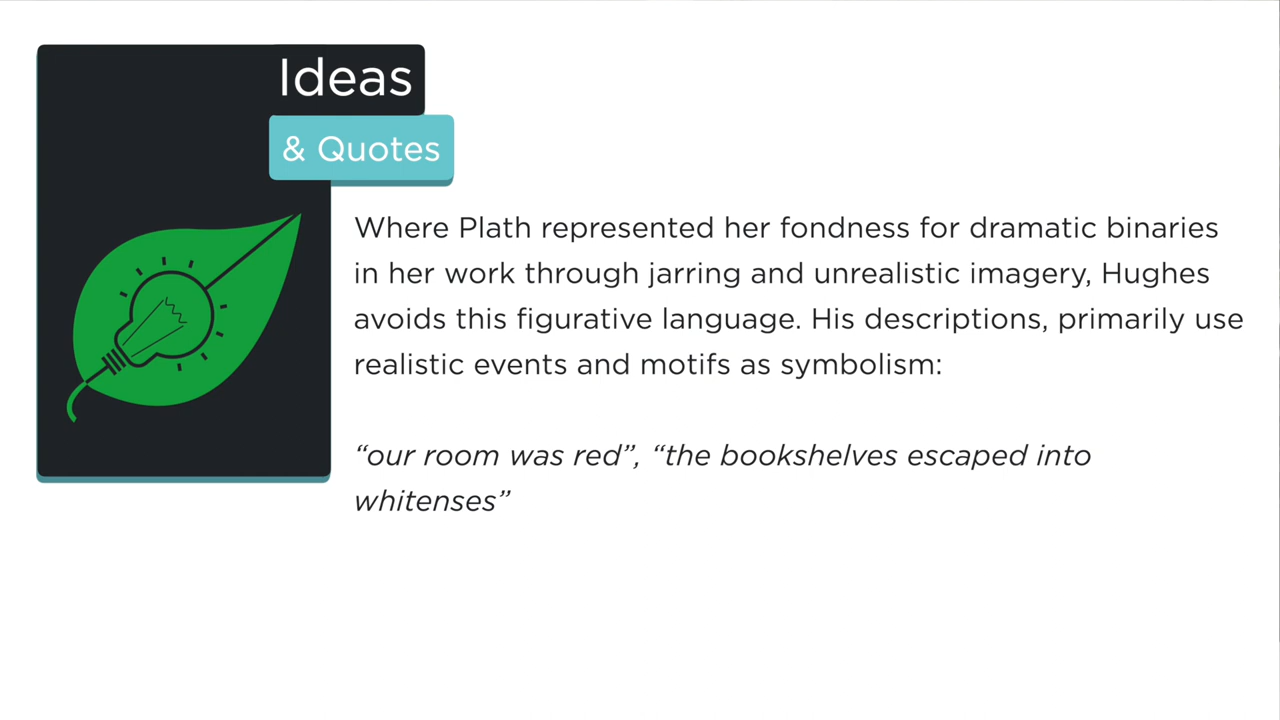 Ideas
& Quotes
Where Plath represented her fondness for dramatic binaries
in her work through jarring and unrealistic imagery, Hughes
avoids this figurative language. His descriptions, primarily use
realistic events and motifs as symbolism:
“our room was red”, “the bookshelves escaped into
whitenses”